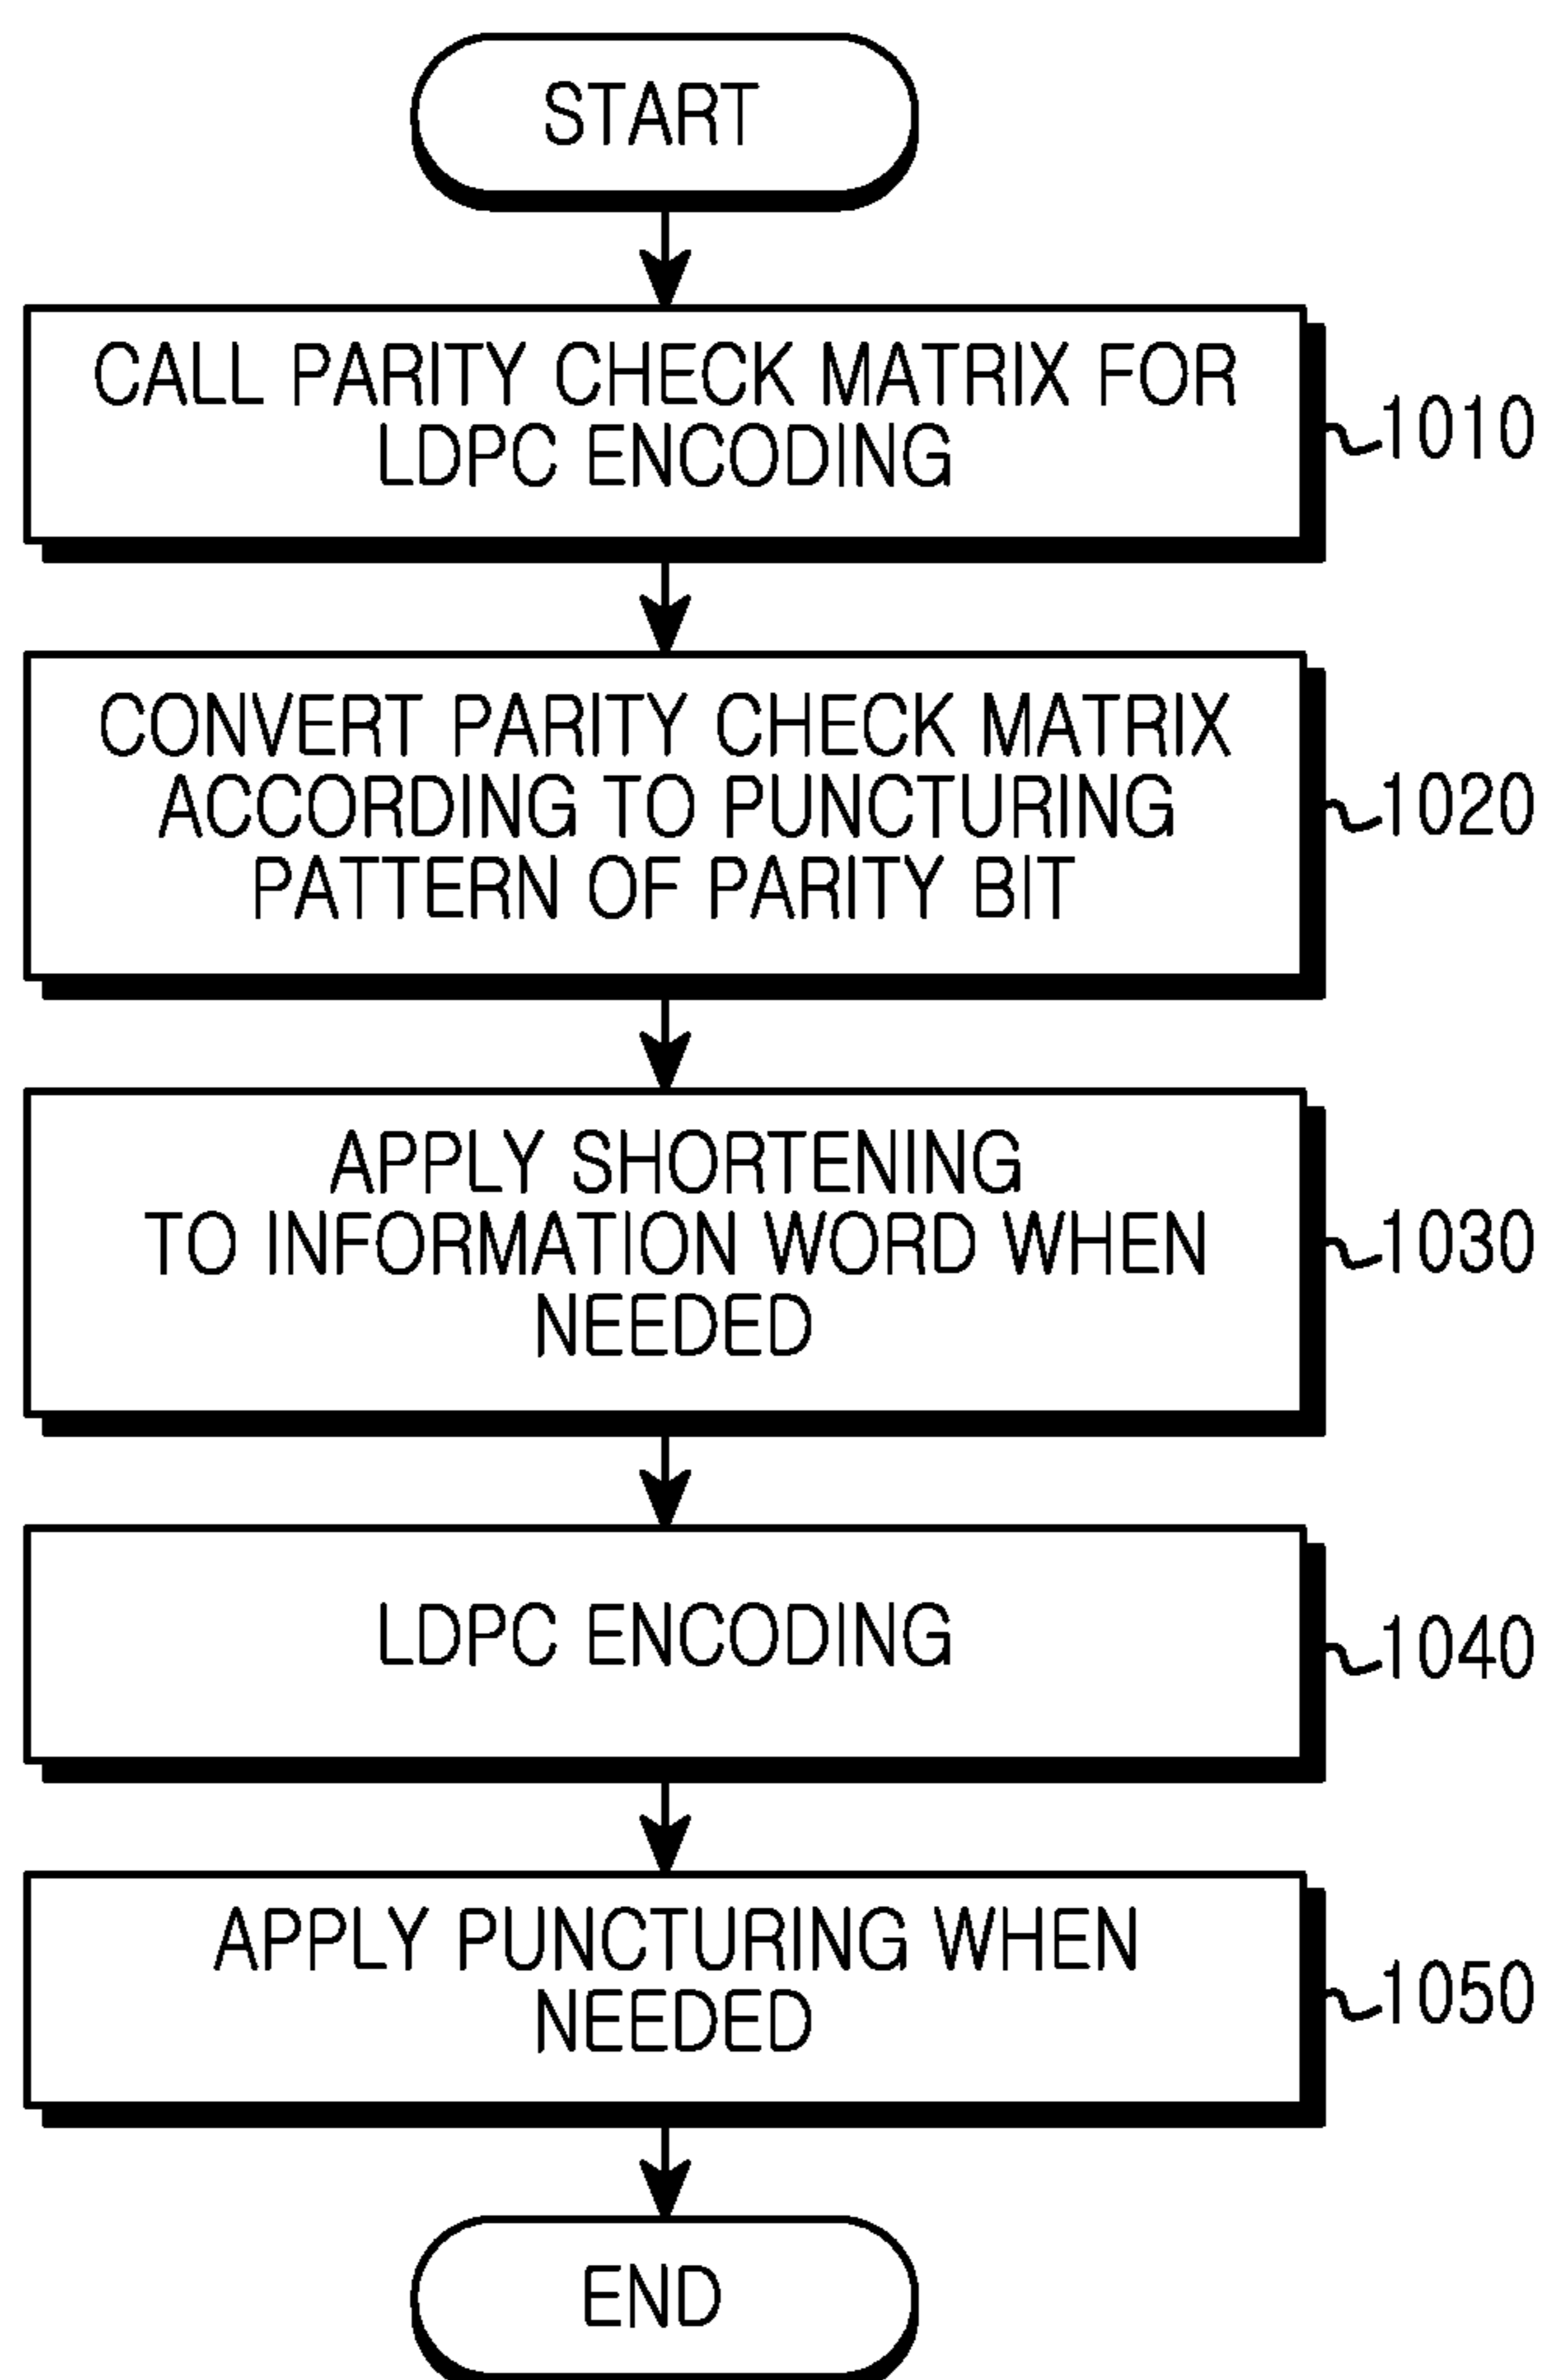 START
CALL PARITY CHECK MATRIX FOR
LDPC ENCODING
1010
CONVERT PARITY CHECK MATRIX
ACCORDING TO PUNCTURING
PATTERN OF PARITY BIT
1020
APPLY SHORTENING
TO INFORMATION WORD WHEN
NEEDED
1030
LDPC ENCODING
1040
APPLY PUNCTURING WHEN
NEEDED
1050
END